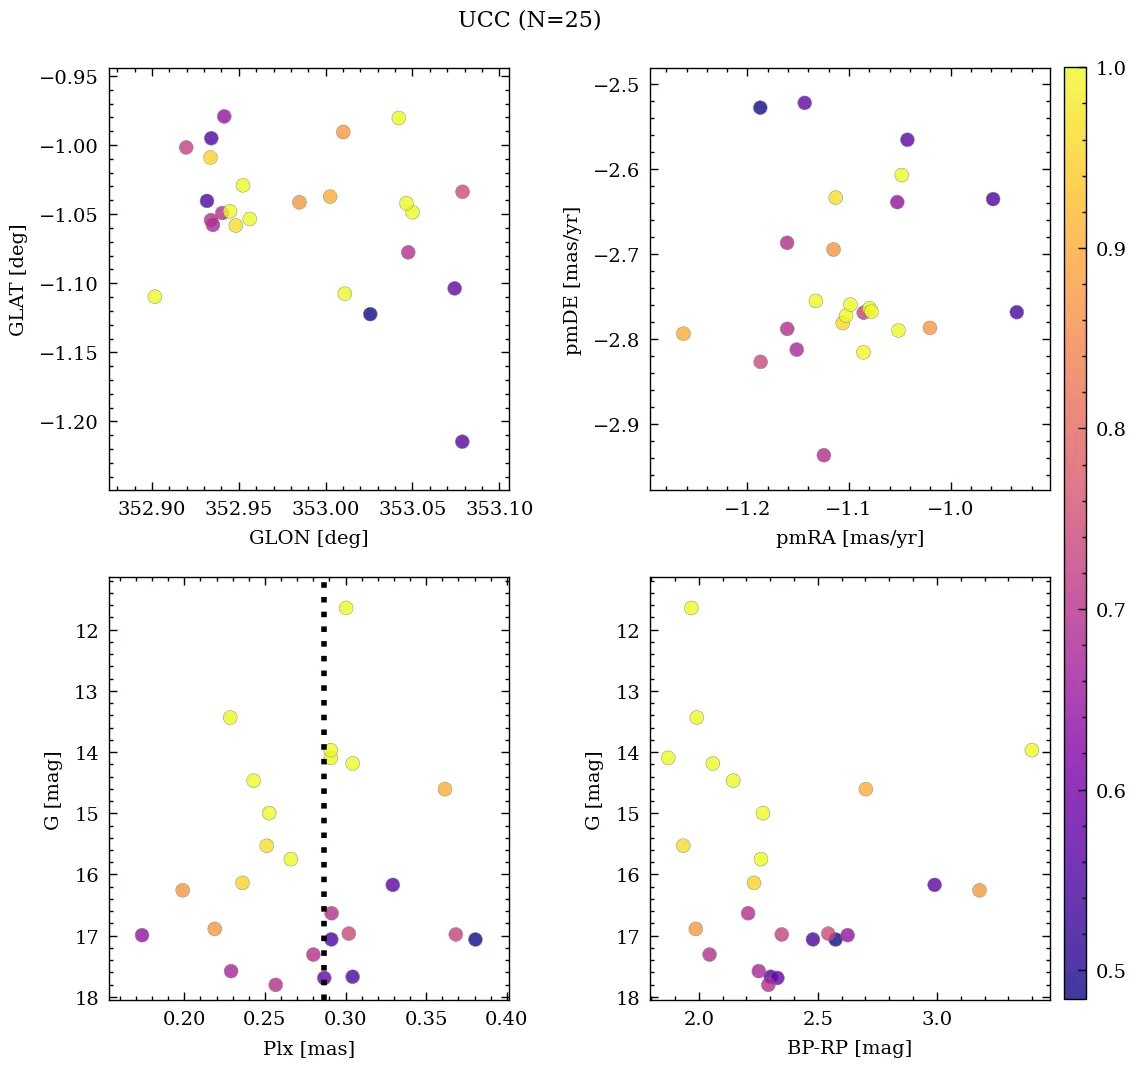 UCC (N=25)
−0.95
−1.00
−1.05
−1.10
−1.15
−1.20
GLAT [deg]
352.90 352.95 353.00 353.05 353.10
GLON [deg]
−2.5
−2.6
−2.7
−2.8
−2.9
pmDE [mas/yr]
−1.2 −1.1 −1.0
pmRA [mas/yr]
12
13
14
15
16
17
18
G [mag]
0.20 0.25 0.30 0.35 0.40
Plx [mas]
12
13
14
15
16
17
18
G [mag]
2.0 2.5 3.0
BP-RP [mag]
1.0
0.9
0.8
0.7
0.6
0.5